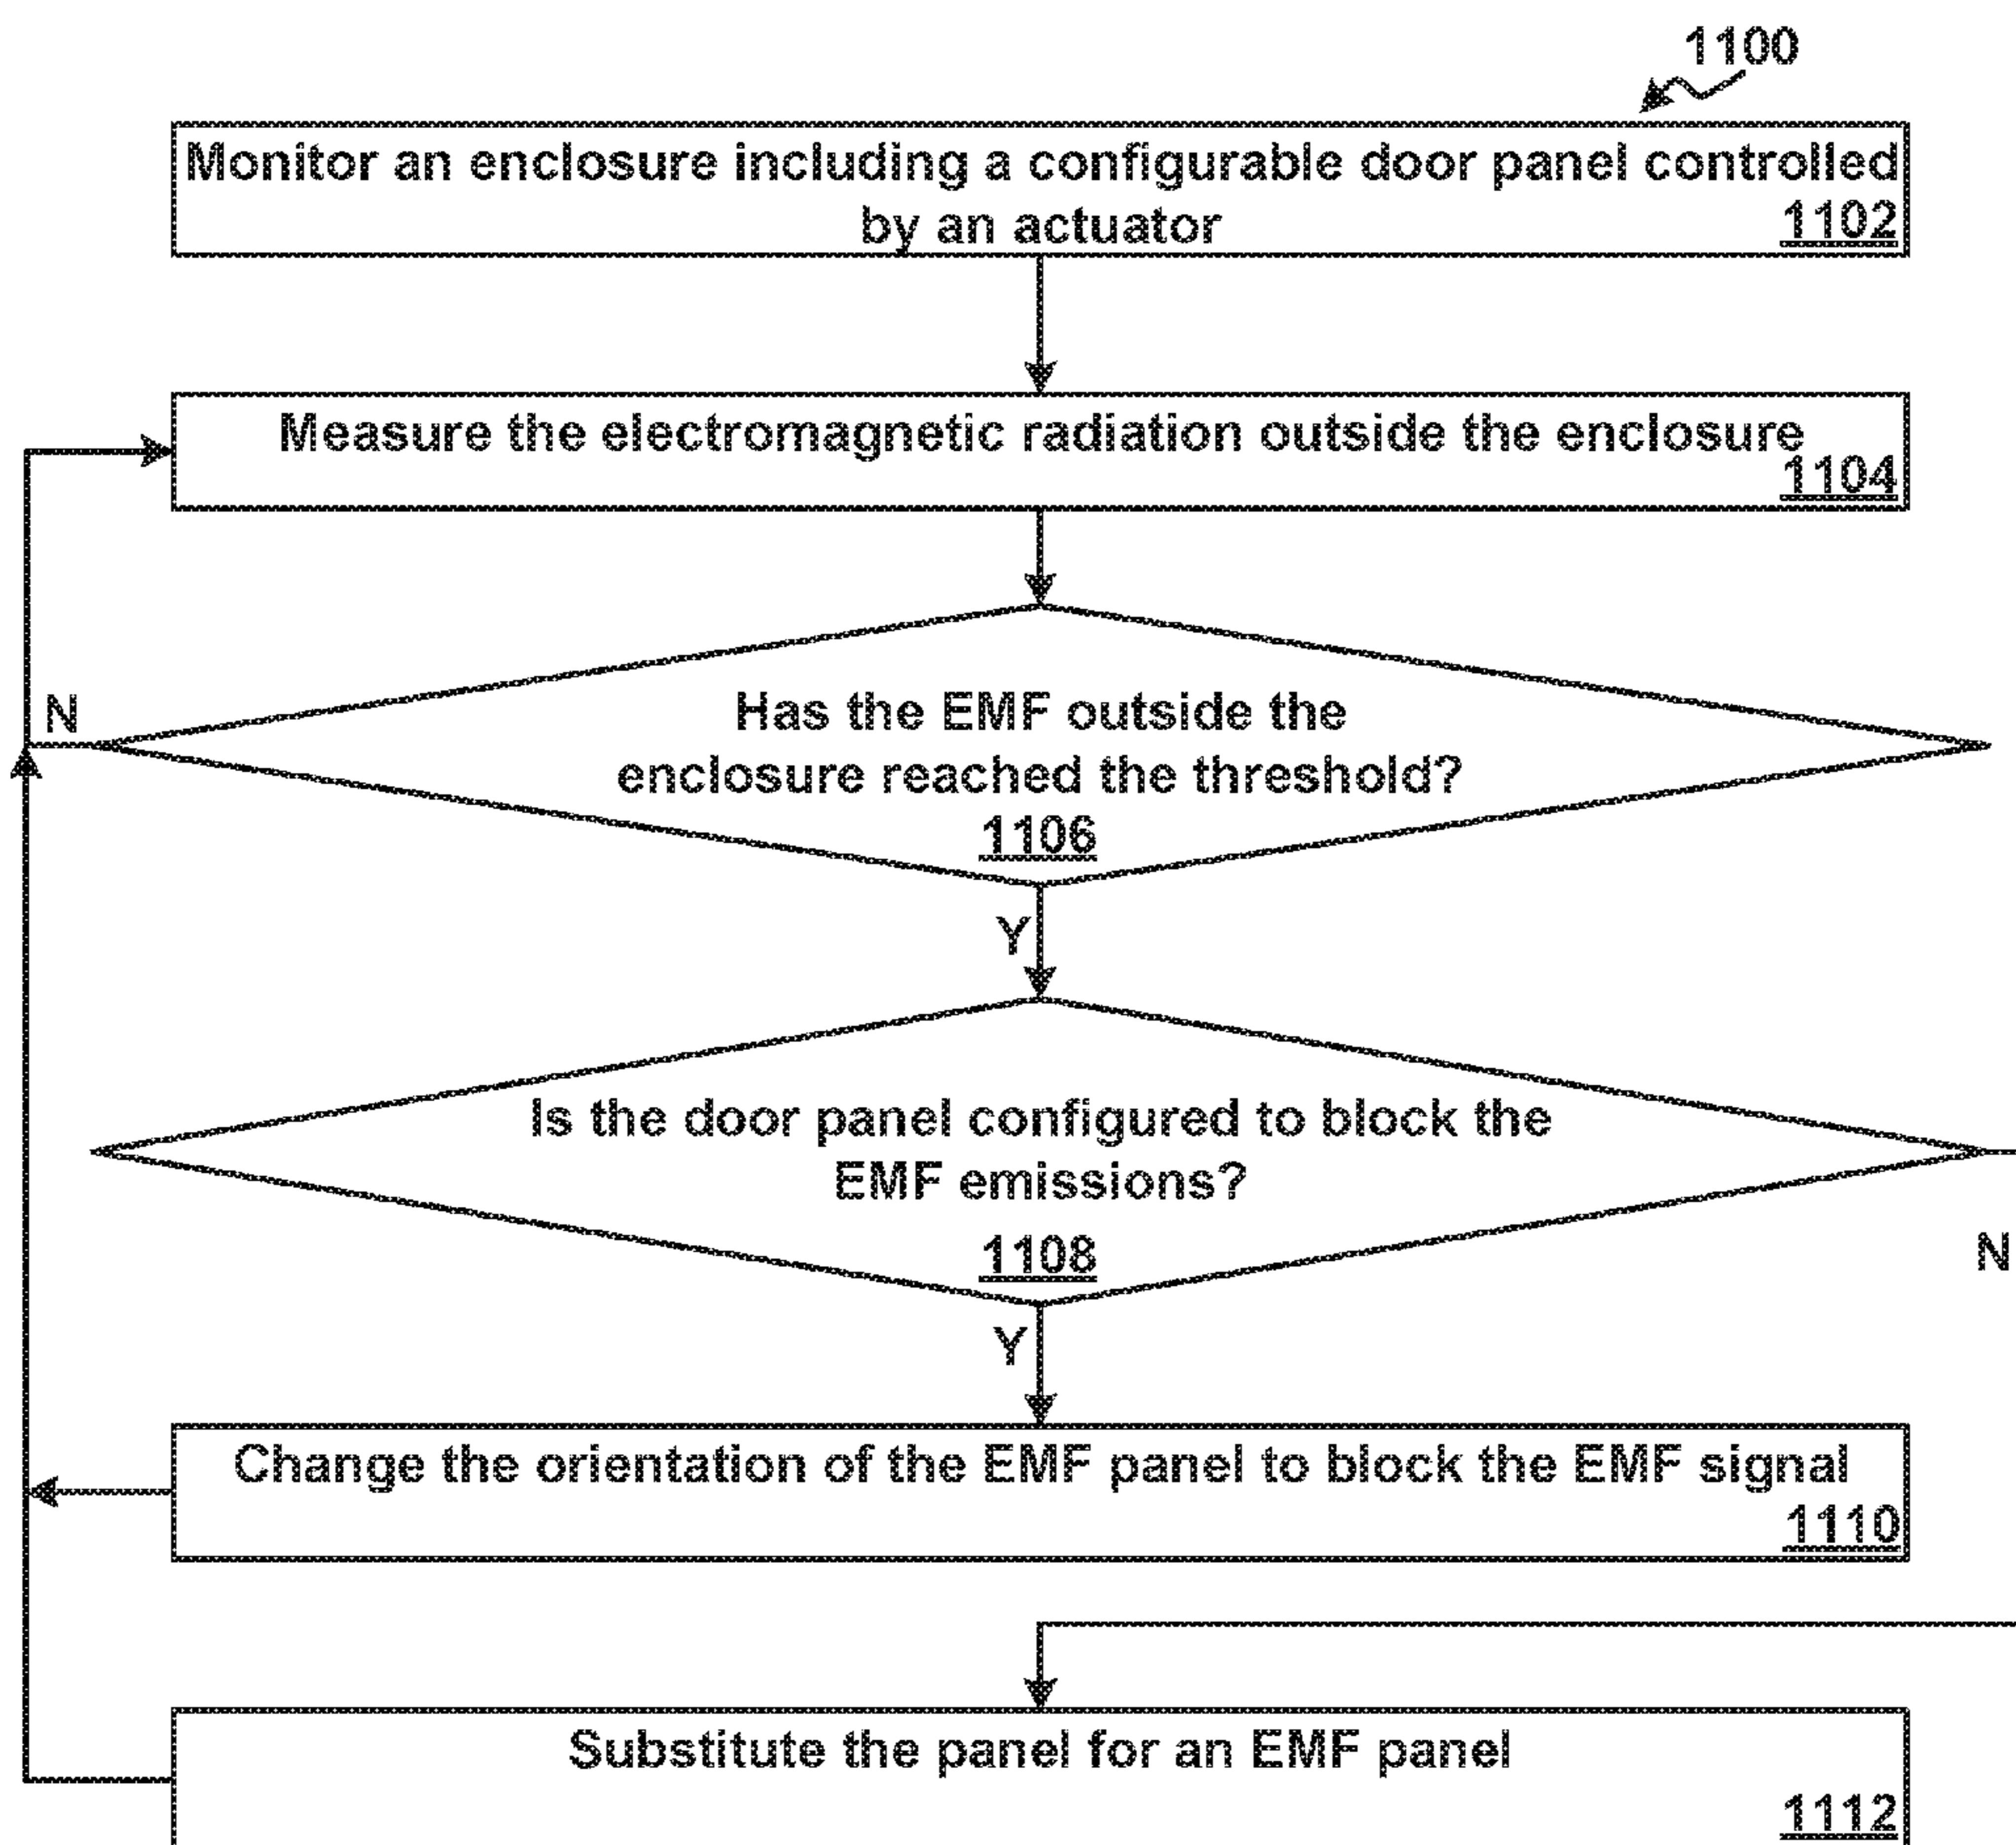 1100
Monitor an enclosure including a configurable door panel controlled
by an actuator
1102
Measure the electromagnetic radiation outside the enclosure
1104
N
Has the EMF outside the
enclosure reached the threshold?
1106
Y
Is the door panel configured to block the
EMF emissions?
1108
N
Y
Change the orientation of the EMF panel to block the EMF signal
1110
Substitute the panel for an EMF panel
1112